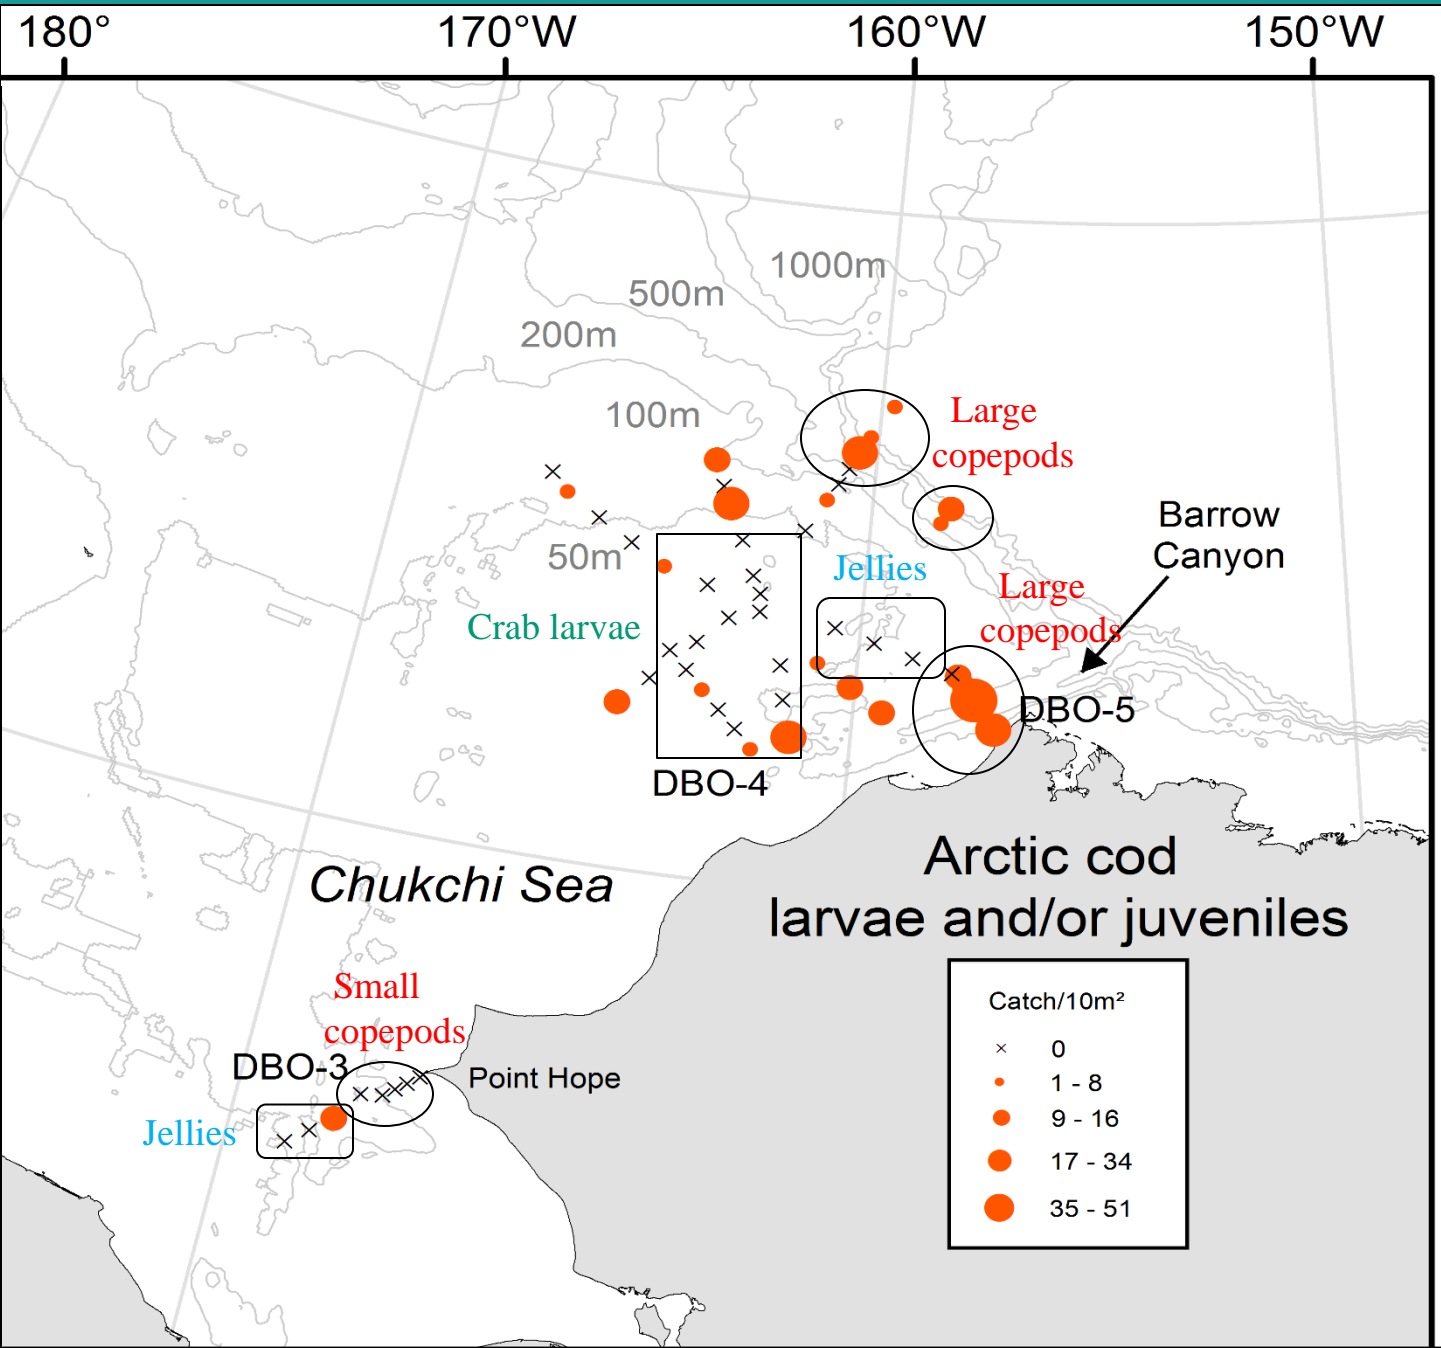 180°
170°W
160°W
150°W
1000m
500m
200m
100m
50m
Large
copepods
Barrow
Canyon
Jellies
Large
copepods
Crab larvae
DBO-5
DBO-4
Chukchi Sea
Arctic cod
larvae and/or juveniles
Small
copepods
DBO-3
Point Hope
Jellies
Catch/10m²
0
1 - 8
9 - 16
17 - 34
35 - 51